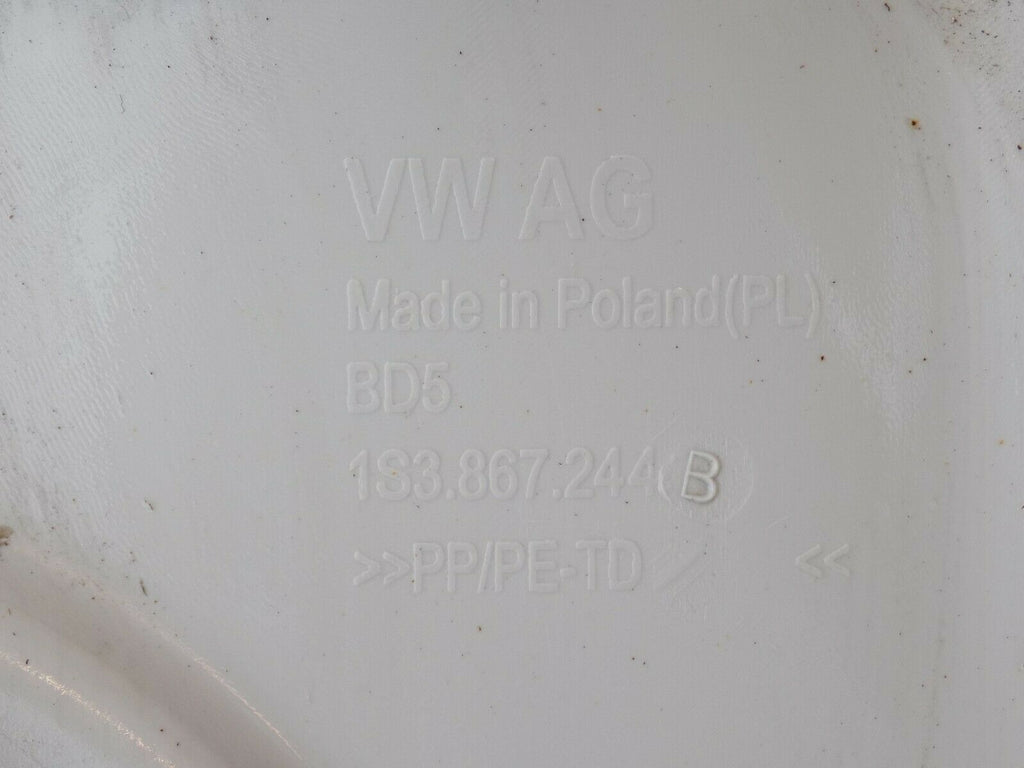 VW AG
Made in Poland(PL)
BD5
1S3.867.244 B
>>PP/PE-TD <<